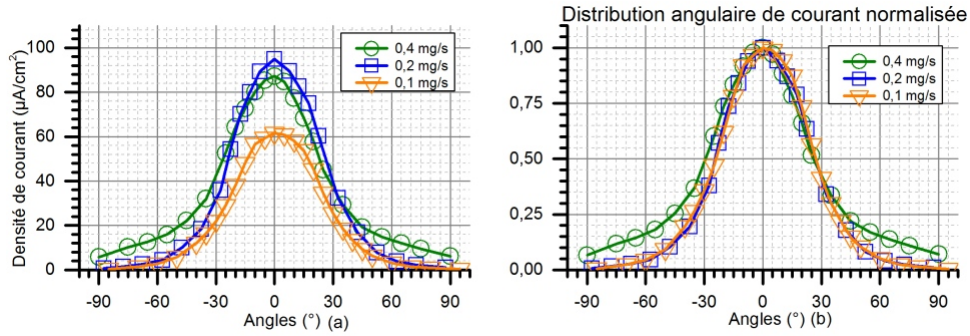 Distribution angulaire de courant normalisée
Densité de courant (µA/cm²)
100
80
60
40
20
0
0,4 mg/s
0,2 mg/s
0,1 mg/s
-90 -60 -30 0 30 60 90
Angles (°) (a)
1,00
0,75
0,50
0,25
0,00
0,4 mg/s
0,2 mg/s
0,1 mg/s
-90 -60 -30 0 30 60 90
Angles (°) (b)